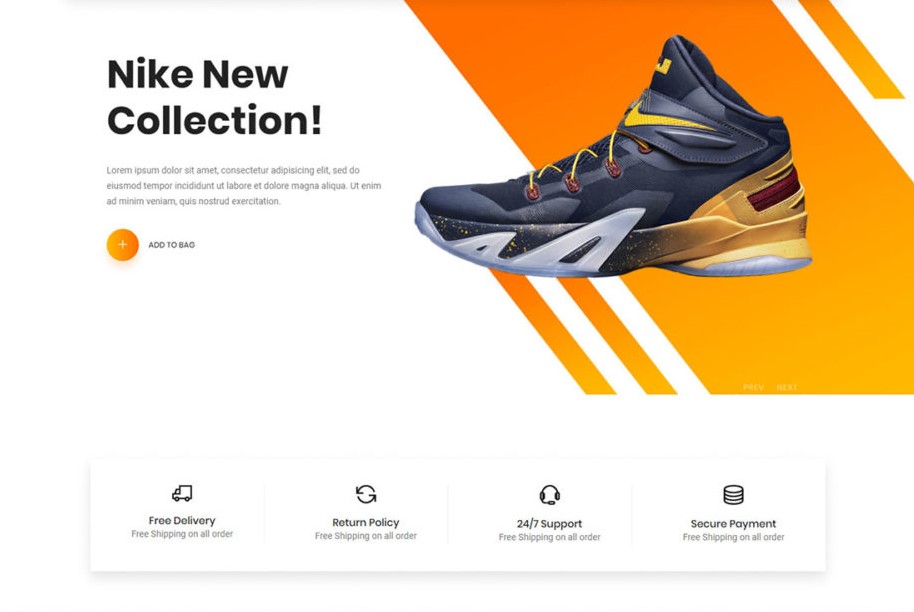 Nike New
Collection!
Lorem ipsum dolor sit amet, consectetur adipisicing elit, sed do
eiusmod tempor incididunt ut labore et dolore magna aliqua. Ut enim
ad minim veniam, quis nostrud exercitation.
ADD TO BAG
PREV NEXT
Free Delivery
Free Shipping on all order
Return Policy
Free Shipping on all order
24/7 Support
Free Shipping on all order
Secure Payment
Free Shipping on all order